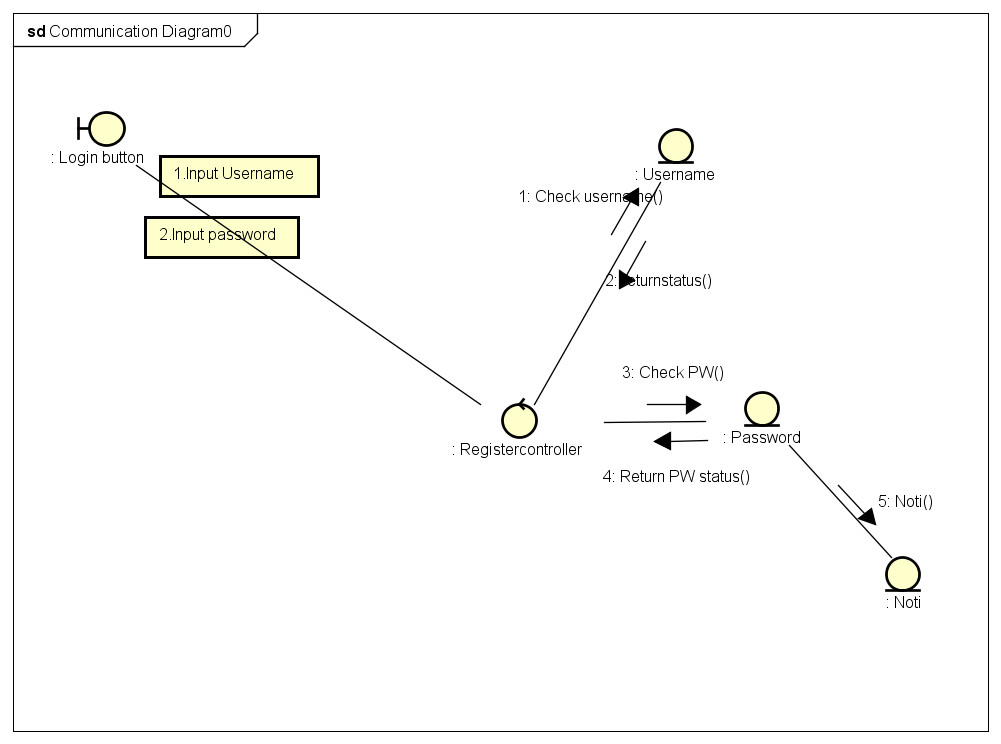 sd Communication Diagram0
: Login button
1.Input Username
2.Input password
: Username
1: Check username()
2: returnstatus()
3: Check PW()
: Registercontroller
: Password
4: Return PW status()
5: Noti()
: Noti